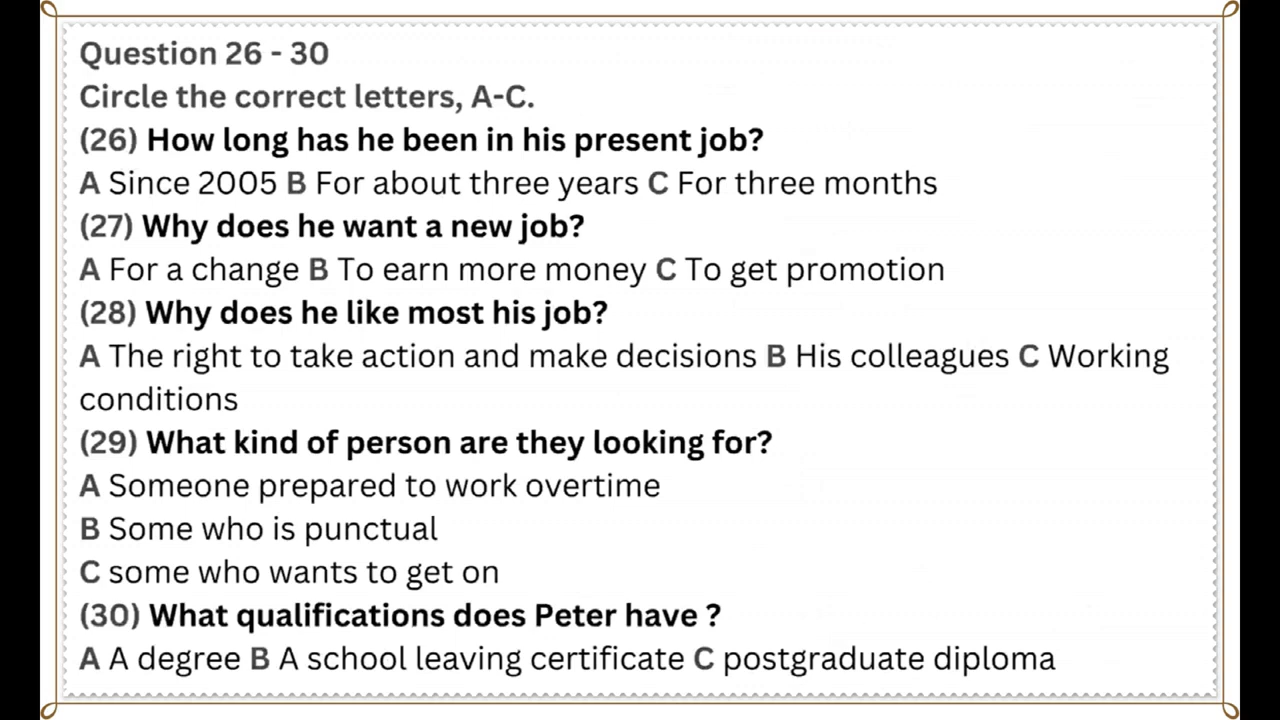 Question 26 - 30
Circle the correct letters, A-C.
(26) How long has he been in his present job?
A Since 2005 B For about three years C For three months
(27) Why does he want a new job?
A For a change B To earn more money C To get promotion
(28) Why does he like most his job?
A The right to take action and make decisions B His colleagues C Working
conditions
(29) What kind of person are they looking for?
A Someone prepared to work overtime
B Some who is punctual
C some who wants to get on
(30) What qualifications does Peter have ?
A A degree B A school leaving certificate C postgraduate diploma